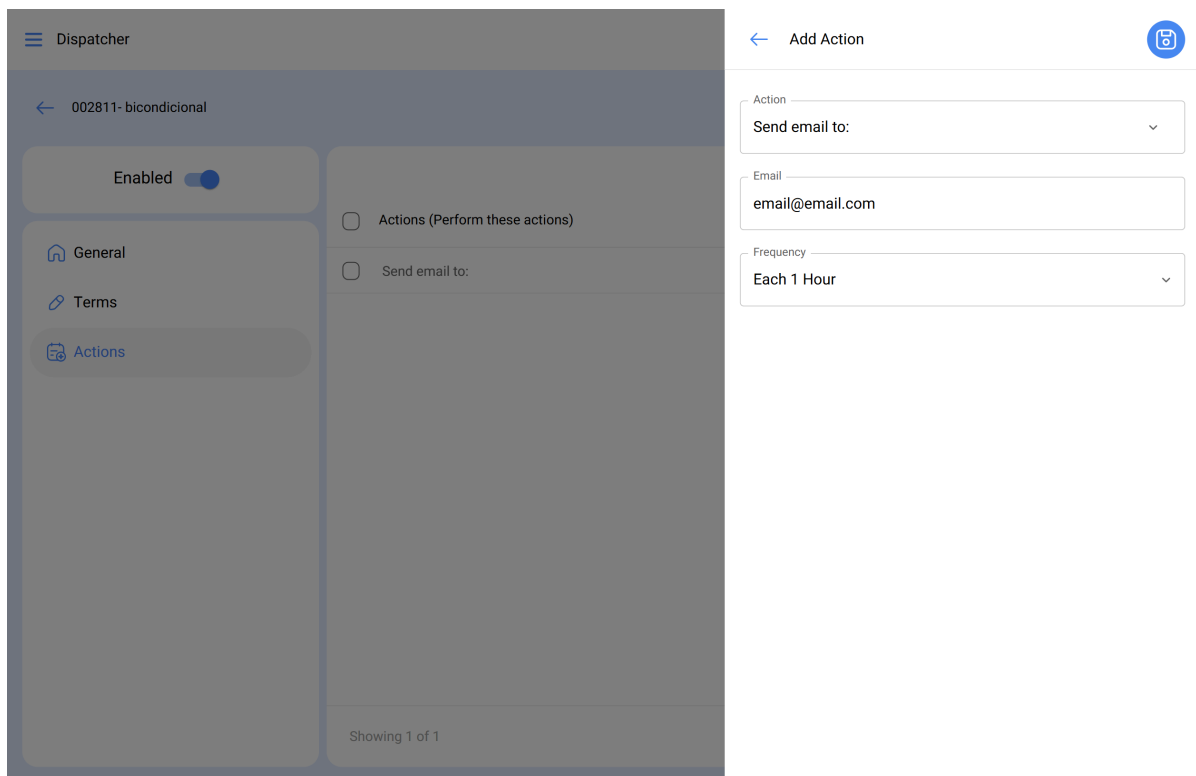 Dispatcher
002811- bicondicional
Enabled
General
Terms
Actions
Actions (Perform these actions)
Send email to:
Showing 1 of 1
Add Action
Action
Send email to:
Email
email@email.com
Frequency
Each 1 Hour